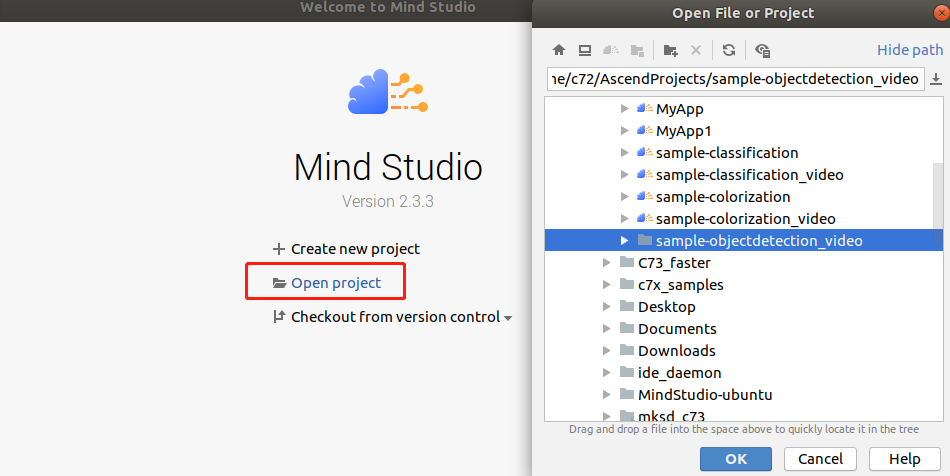 Welcome to Mind Studio
Mind Studio
Version 2.3.3
Create new project
Open project
Checkout from version control
Open File or Project
Hide path
ne/c72/AscendProjects/sample-objectdetection_video
MyApp
MyApp1
sample-classification
sample-classification_video
sample-colorization
sample-colorization_video
sample-objectdetection_video
C73_faster
c7x_samples
Desktop
Documents
Downloads
ide_daemon
MindStudio-ubuntu
mksd_c73
Drag and drop a file into the space above to quickly locate it in the tree
OK
Cancel
Help